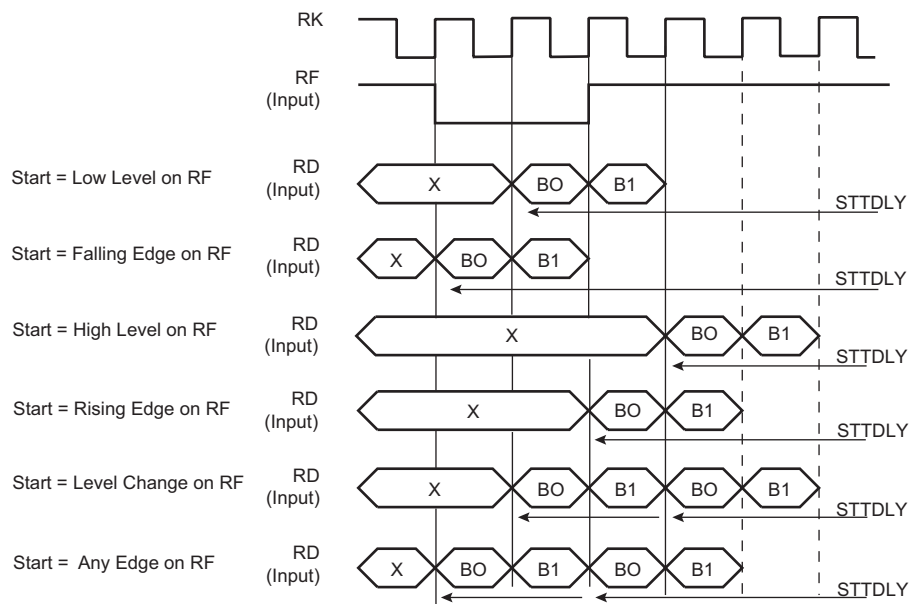 RK
RF
(Input)
Start = Low Level on RF
RD
(Input)
X
BO
B1
STTDLY
Start = Falling Edge on RF
RD
(Input)
X
BO
B1
STTDLY
Start = High Level on RF
RD
(Input)
X
BO
B1
STTDLY
Start = Rising Edge on RF
RD
(Input)
X
BO
B1
STTDLY
Start = Level Change on RF
RD
(Input)
X
BO
B1
BO
B1
STTDLY
Start = Any Edge on RF
RD
(Input)
X
BO
B1
BO
B1
STTDLY